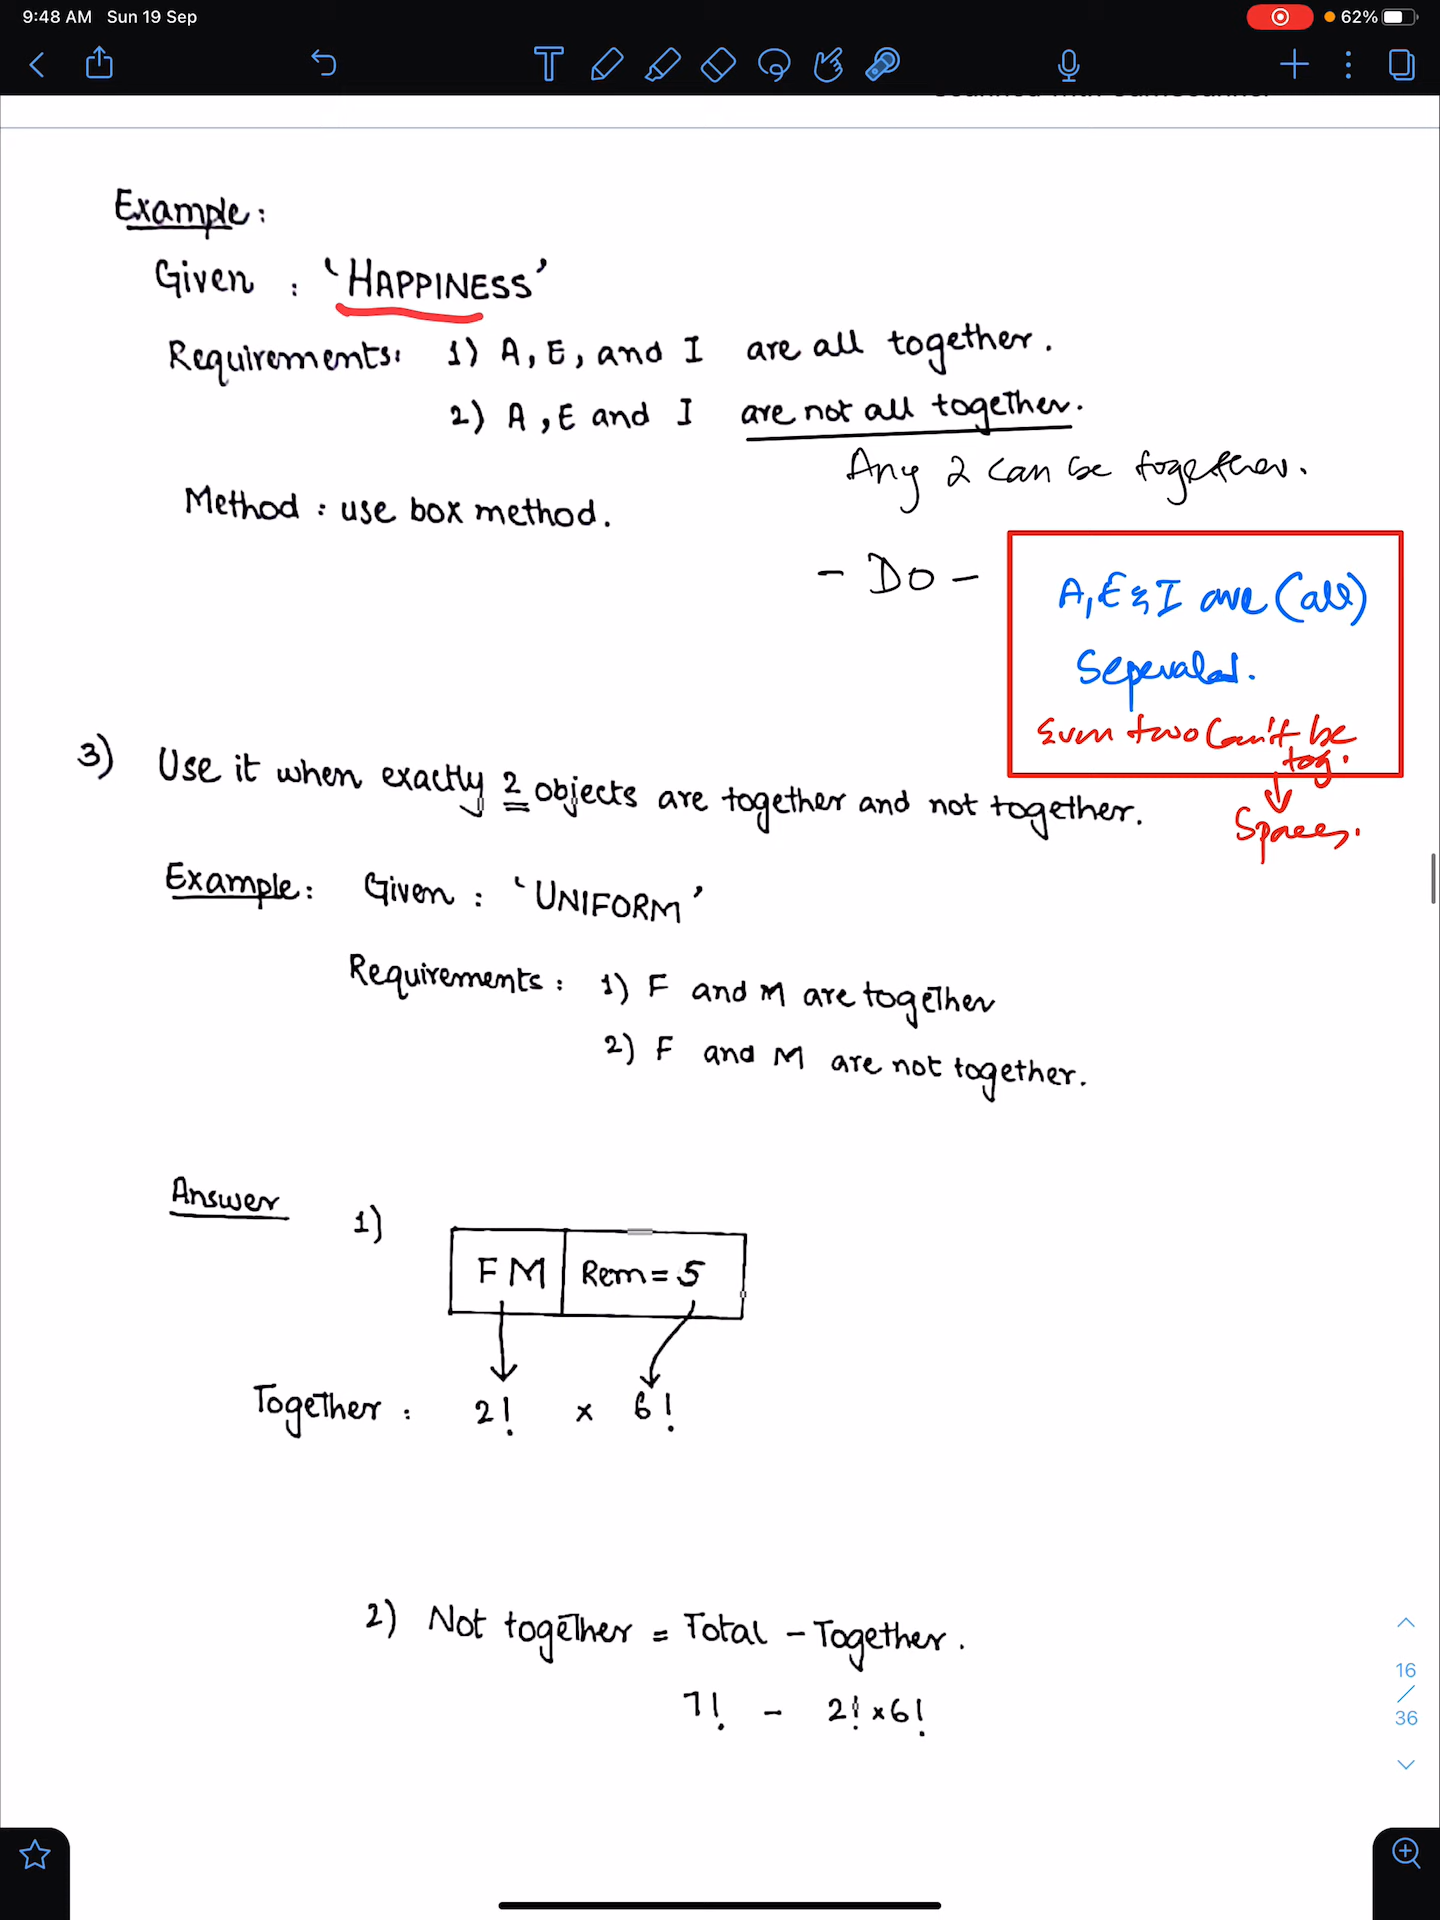 9:48 AM Sun 19 Sep
62%
Example:
Given : 'HAPPINESS'
Requirements: 1) A, E, and I are all together.
2) A, E and I are not all together.
Any 2 can be together.
Method : use box method.
- Do -
A, E & I are (all)
Even two Can't be
tog.
Spaces.
3) Use it when exactly 2 objects are together and not together.
Example: Given : 'UNIFORM'
Requirements: 1) F and M are together
2) F and M are not together.
Answer 1)
F M Rem = 5
Together : 2! x 6!
2) Not together = Total - Together.
7! - 2! x 6!
16
/
36